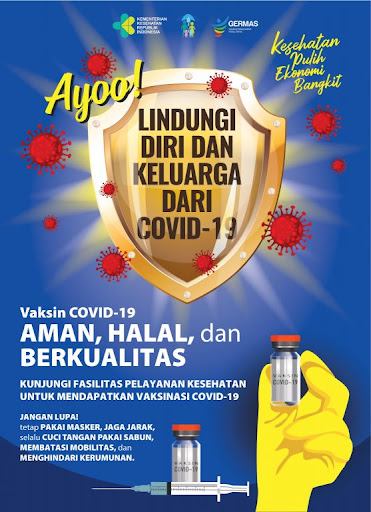 KEMENTERIAN
KESEHATAN
REPUBLIK
INDONESIA
GERMAS
Kesehatan
Pulih
Ekonomi
Bangkit
Ayoo!
LINDUNGI
DIRI DAN
KELUARGA
DARI
COVID-19
Vaksin COVID-19
AMAN, HALAL, dan
BERKUALITAS
KUNJUNGI FASILITAS PELAYANAN KESEHATAN
UNTUK MENDAPATKAN VAKSINASI COVID-19
JANGAN LUPA!
tetap PAKAI MASKER, JAGA JARAK,
selalu CUCI TANGAN PAKAI SABUN,
MEMBATASI MOBILITAS, dan
MENGHINDARI KERUMUNAN.
VAKSIN
COVID-19
VAKSIN
COVID-19